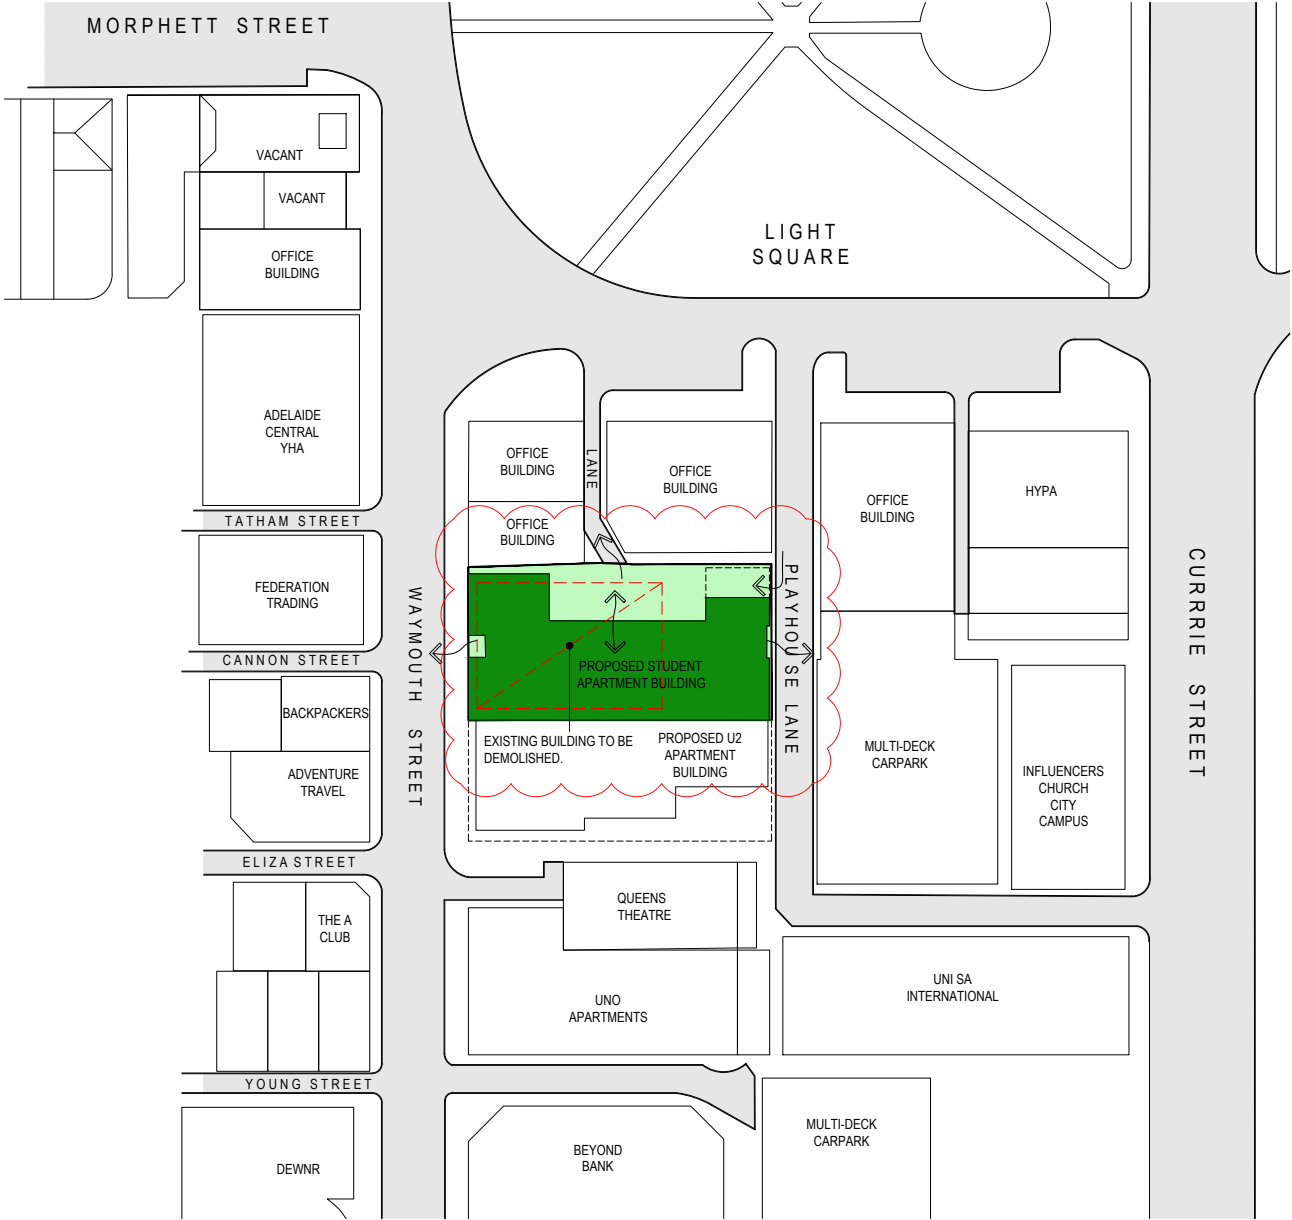 MORPHETT STREET
VACANT
VACANT
OFFICE
BUILDING
LIGHT
SQUARE
ADELAIDE
CENTRAL
YHA
OFFICE
BUILDING
LANE
OFFICE
BUILDING
OFFICE
BUILDING
HYPA
TATHAM STREET
OFFICE
BUILDING
FEDERATION
TRADING
WAYMOUTH STREET
PLAYHOUSE LANE
CURRRIE STREET
CANNON STREET
PROPOSED STUDENT
APARTMENT BUILDING
BACKPACKERS
EXISTING BUILDING TO BE
DEMOLISHED.
PROPOSED U2
APARTMENT
BUILDING
MULTI-DECK
CARPARK
ADVENTURE
TRAVEL
INFLUENCERS
CHURCH
CITY
CAMPUS
ELIZA STREET
QUEENS
THEATRE
THE A
CLUB
UNI SA
INTERNATIONAL
UNO
APARTMENTS
YOUNG STREET
MULTI-DECK
CARPARK
BEYOND
BANK
DEWNR